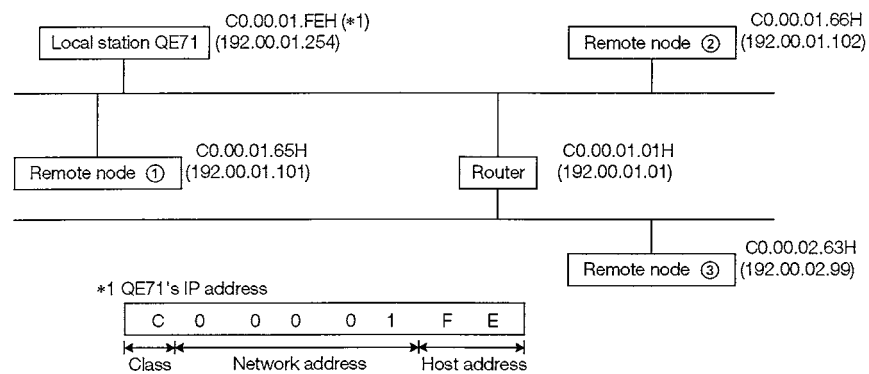 C0.00.01.FEH (*1)
Local station QE71
(192.00.01.254)
C0.00.01.66H
Remote node ②
(192.00.01.102)
C0.00.01.65H
Remote node ①
(192.00.01.101)
C0.00.01.01H
Router
(192.00.01.01)
C0.00.02.63H
Remote node ③
(192.00.02.99)
*1 QE71's IP address
C 0 0 0 0 1 F E
Class Network address Host address